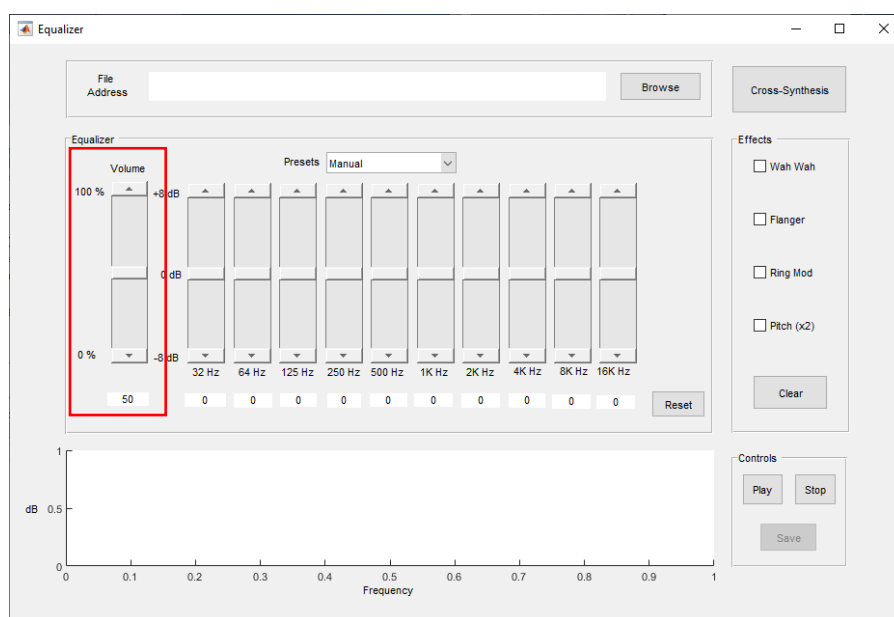 Equalizer
File
Address
Browse
Cross-Synthesis
Equalizer
Volume
Presets Manual
100 %
+8 dB
0 dB
0 %
-8 dB
32 Hz 64 Hz 125 Hz 250 Hz 500 Hz 1K Hz 2K Hz 4K Hz 8K Hz 16K Hz
50 0 0 0 0 0 0 0 0 0 0
Reset
Effects
Wah Wah
Flanger
Ring Mod
Pitch (x2)
Clear
1
dB 0.5
0
0 0.1 0.2 0.3 0.4 0.5 0.6 0.7 0.8 0.9 1
Frequency
Controls
Play Stop
Save